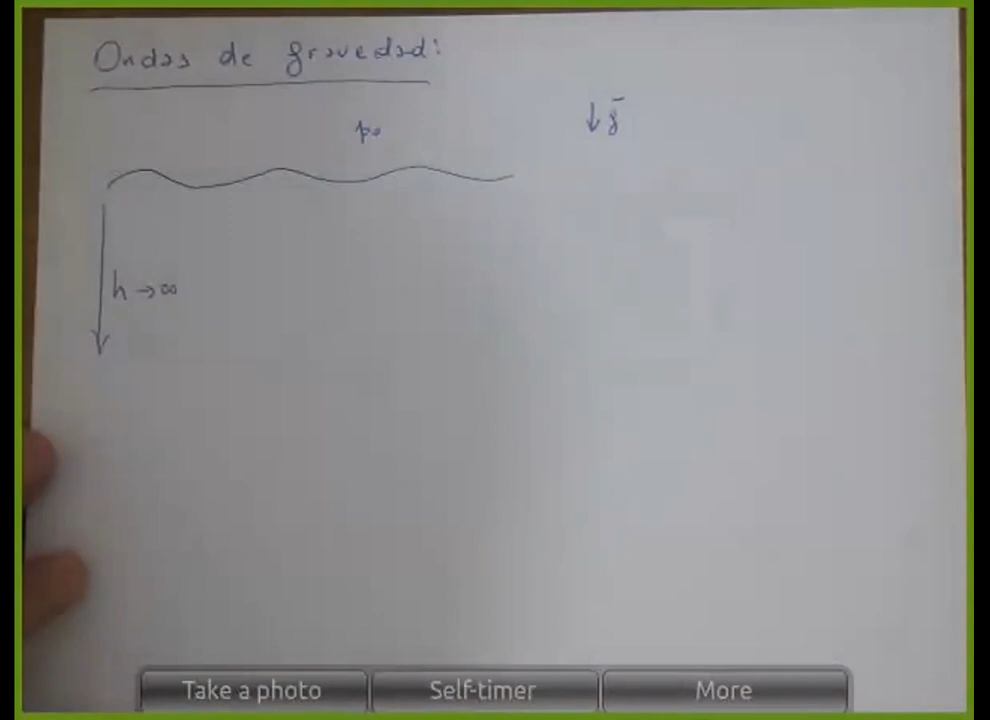 Ondas de gravedad:
p₀
↓ g̅
h → ∞
Take a photo
Self-timer
More